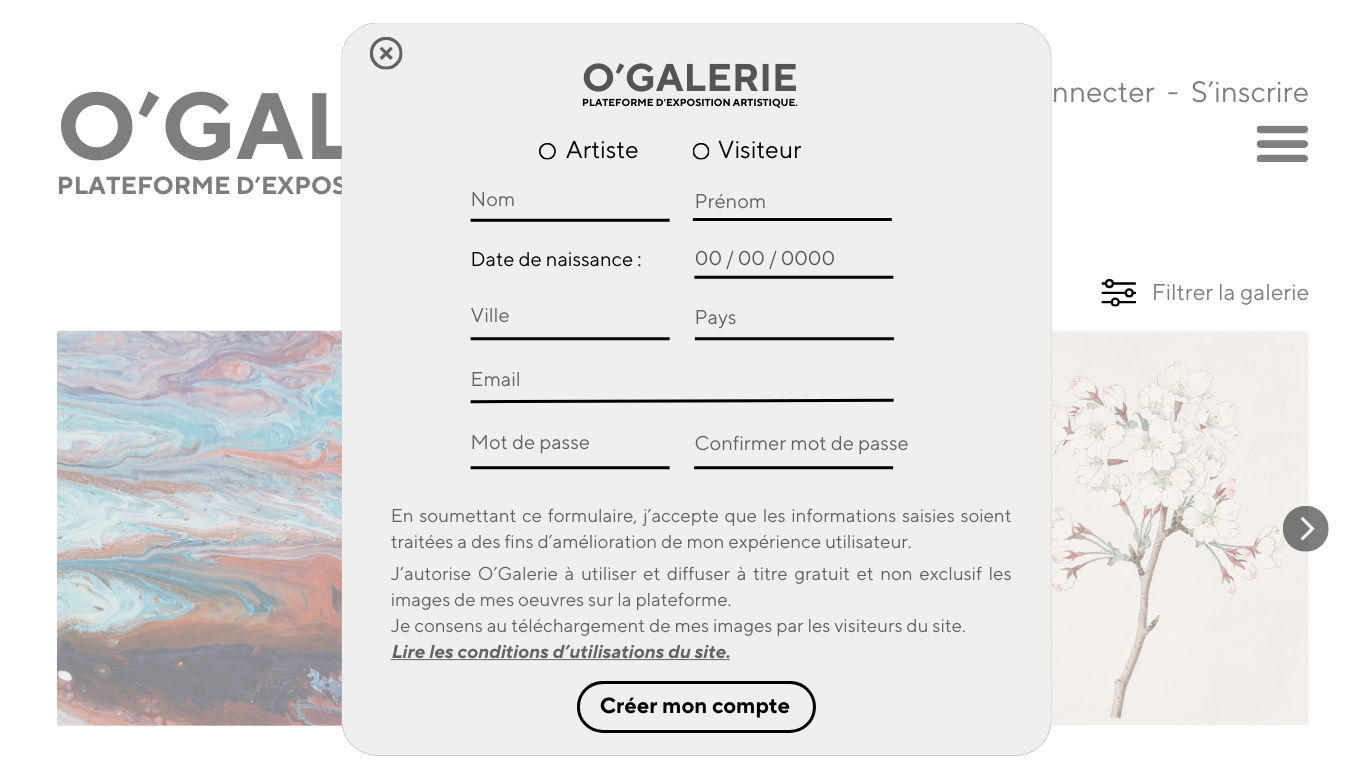 O’GALERIE
PLATEFORME D’EXPOSITION ARTISTIQUE.
O’GAL
PLATEFORME D’EXPOS
nnecter - S’inscrire
Artiste Visiteur
Nom Prénom
Date de naissance : 00 / 00 / 0000
Filtrer la galerie
Ville Pays
Email
Mot de passe Confirmer mot de passe
En soumettant ce formulaire, j’accepte que les informations saisies soient
traitées a des fins d’amélioration de mon expérience utilisateur.
J’autorise O’Galerie à utiliser et diffuser à titre gratuit et non exclusif les
images de mes oeuvres sur la plateforme.
Je consens au téléchargement de mes images par les visiteurs du site.
Lire les conditions d’utilisations du site.
Créer mon compte